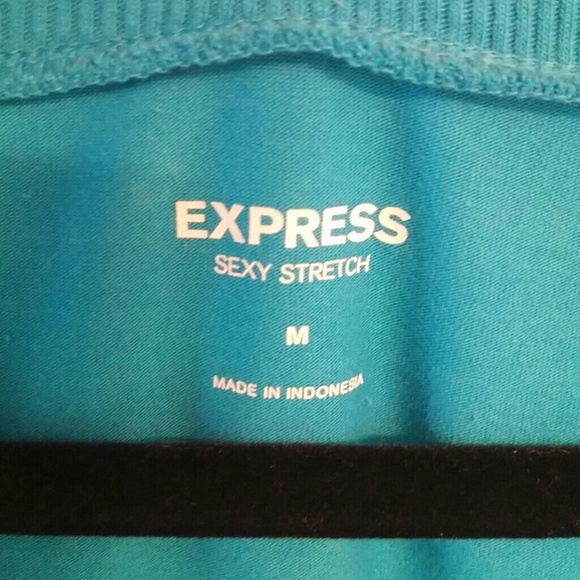 EXPRESS
SEXY STRETCH
M
MADE IN INDONESIA